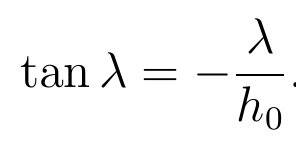 tan λ = − λ / h₀.